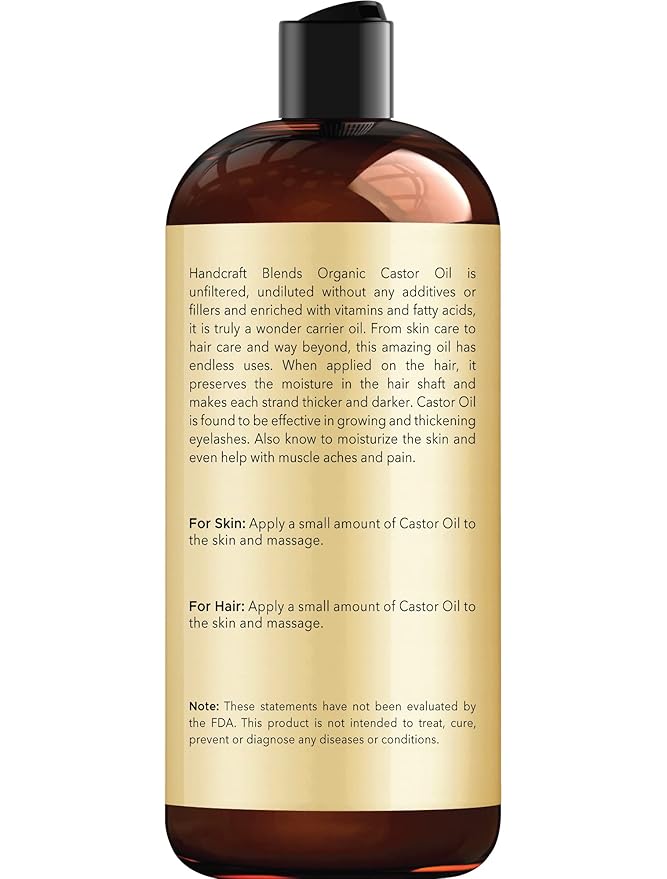 Handcraft Blends Organic Castor Oil is
unfiltered, undiluted without any additives or
fillers and enriched with vitamins and fatty acids,
it is truly a wonder carrier oil. From skin care to
hair care and way beyond, this amazing oil has
endless uses. When applied on the hair, it
preserves the moisture in the hair shaft and
makes each strand thicker and darker. Castor Oil
is found to be effective in growing and thickening
eyelashes. Also know to moisturize the skin and
even help with muscle aches and pain.
For Skin: Apply a small amount of Castor Oil to
the skin and massage.
For Hair: Apply a small amount of Castor Oil to
the skin and massage.
Note: These statements have not been evaluated by
the FDA. This product is not intended to treat, cure,
prevent or diagnose any diseases or conditions.